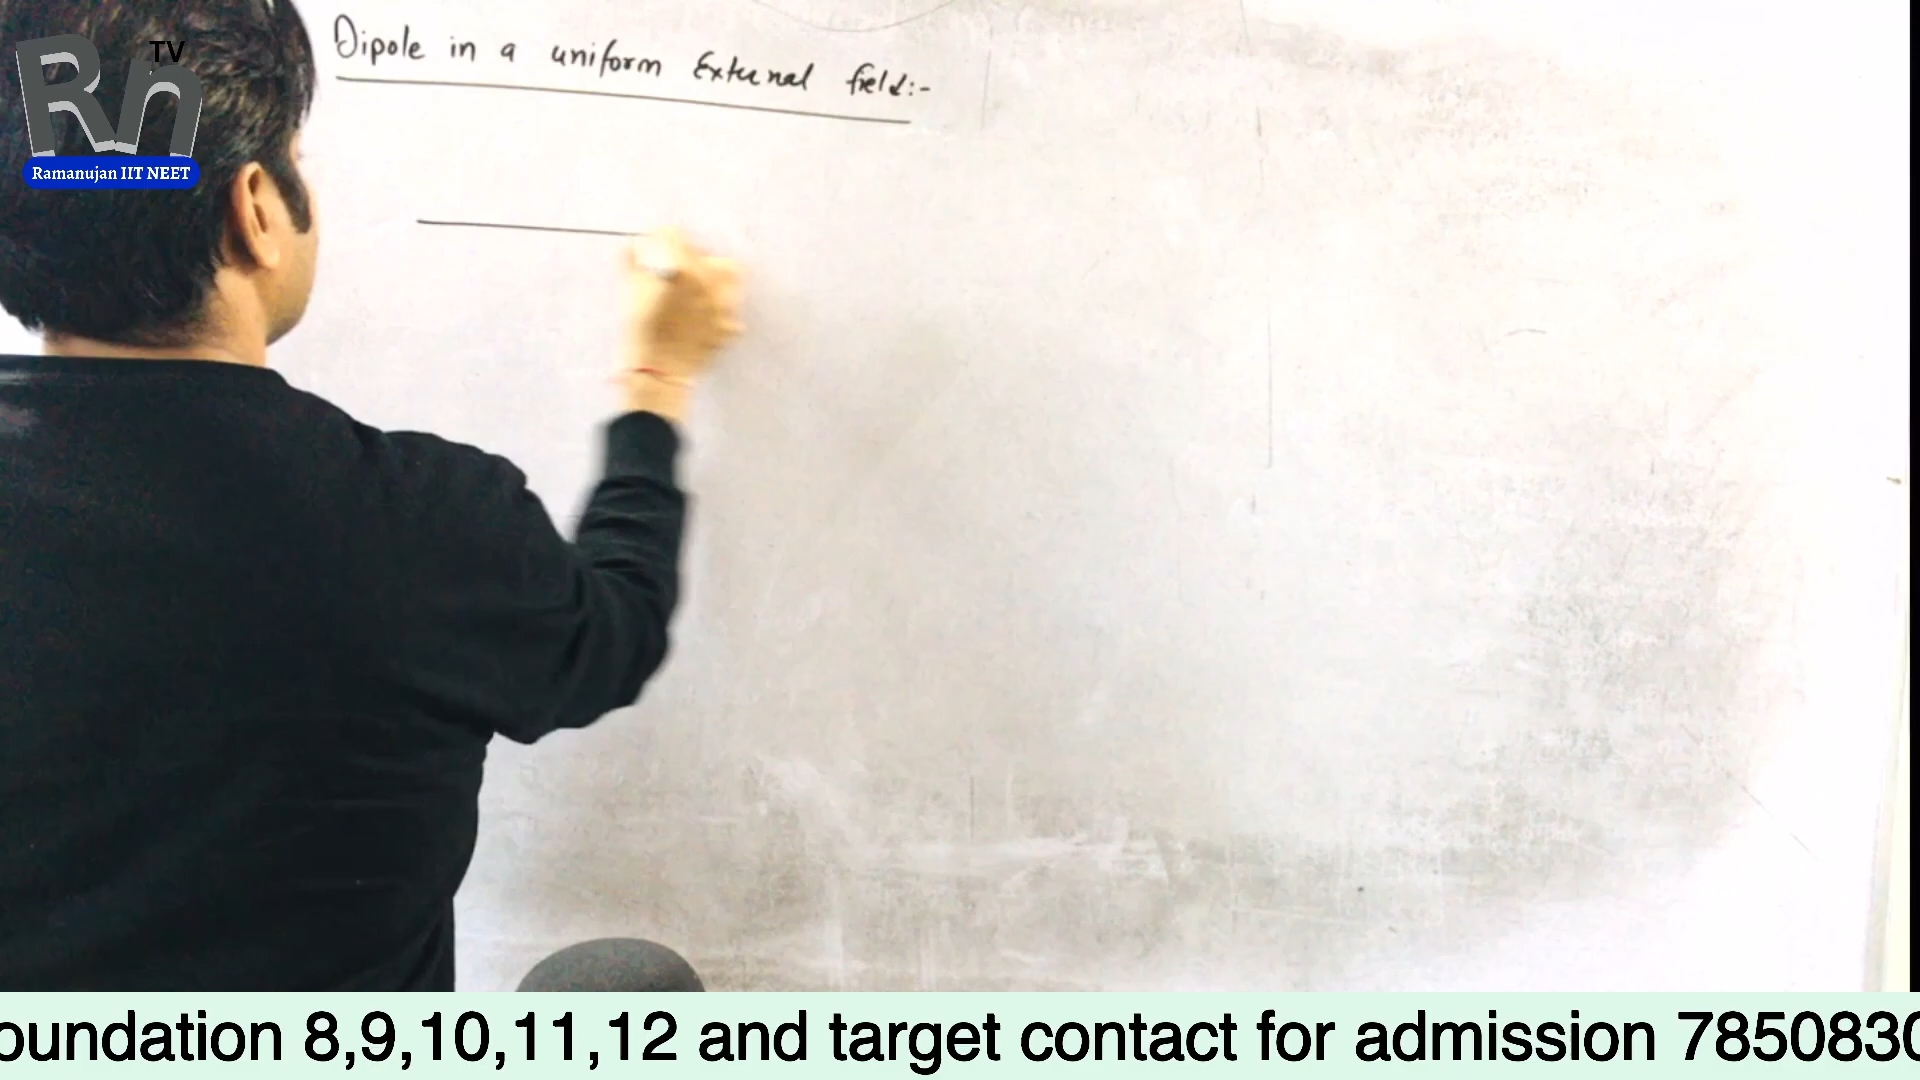 Dipole in a uniform External field:-
TV
Rn
Ramanujan IIT NEET
oundation 8,9,10,11,12 and target contact for admission 7850830